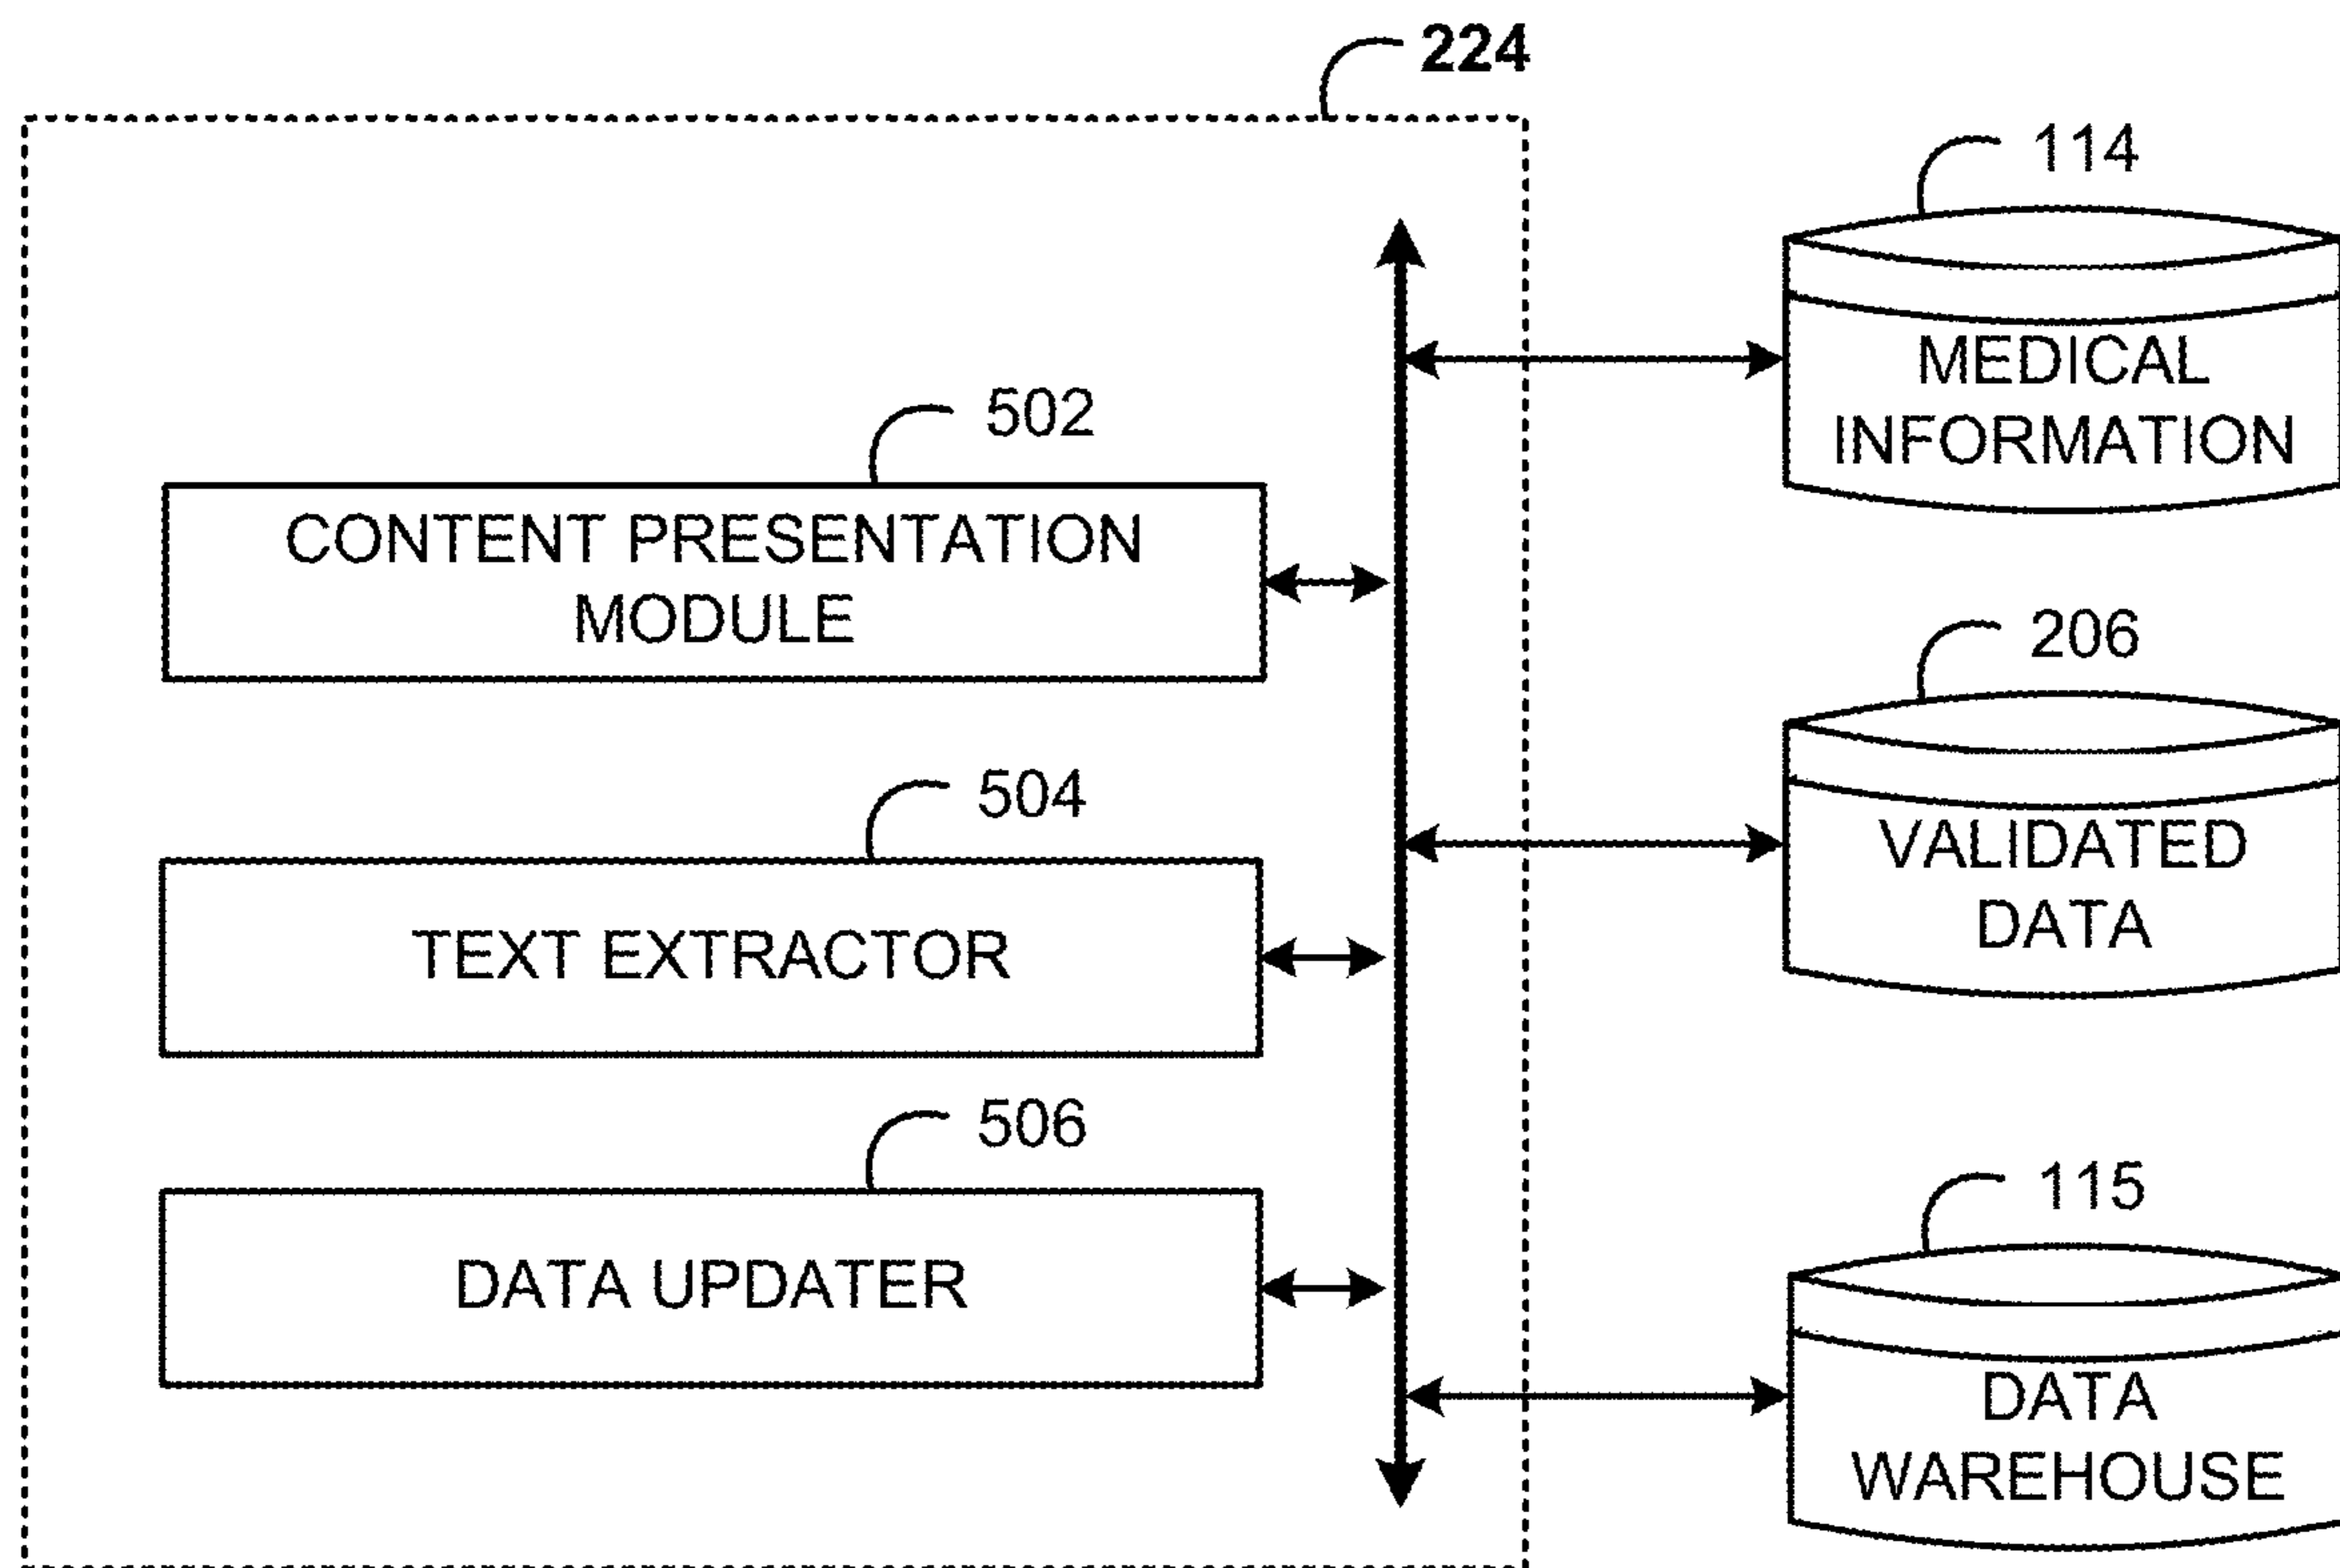 224
114
MEDICAL
INFORMATION
502
CONTENT PRESENTATION
MODULE
206
VALIDATED
DATA
504
TEXT EXTRACTOR
506
DATA UPDATER
115
DATA
WAREHOUSE